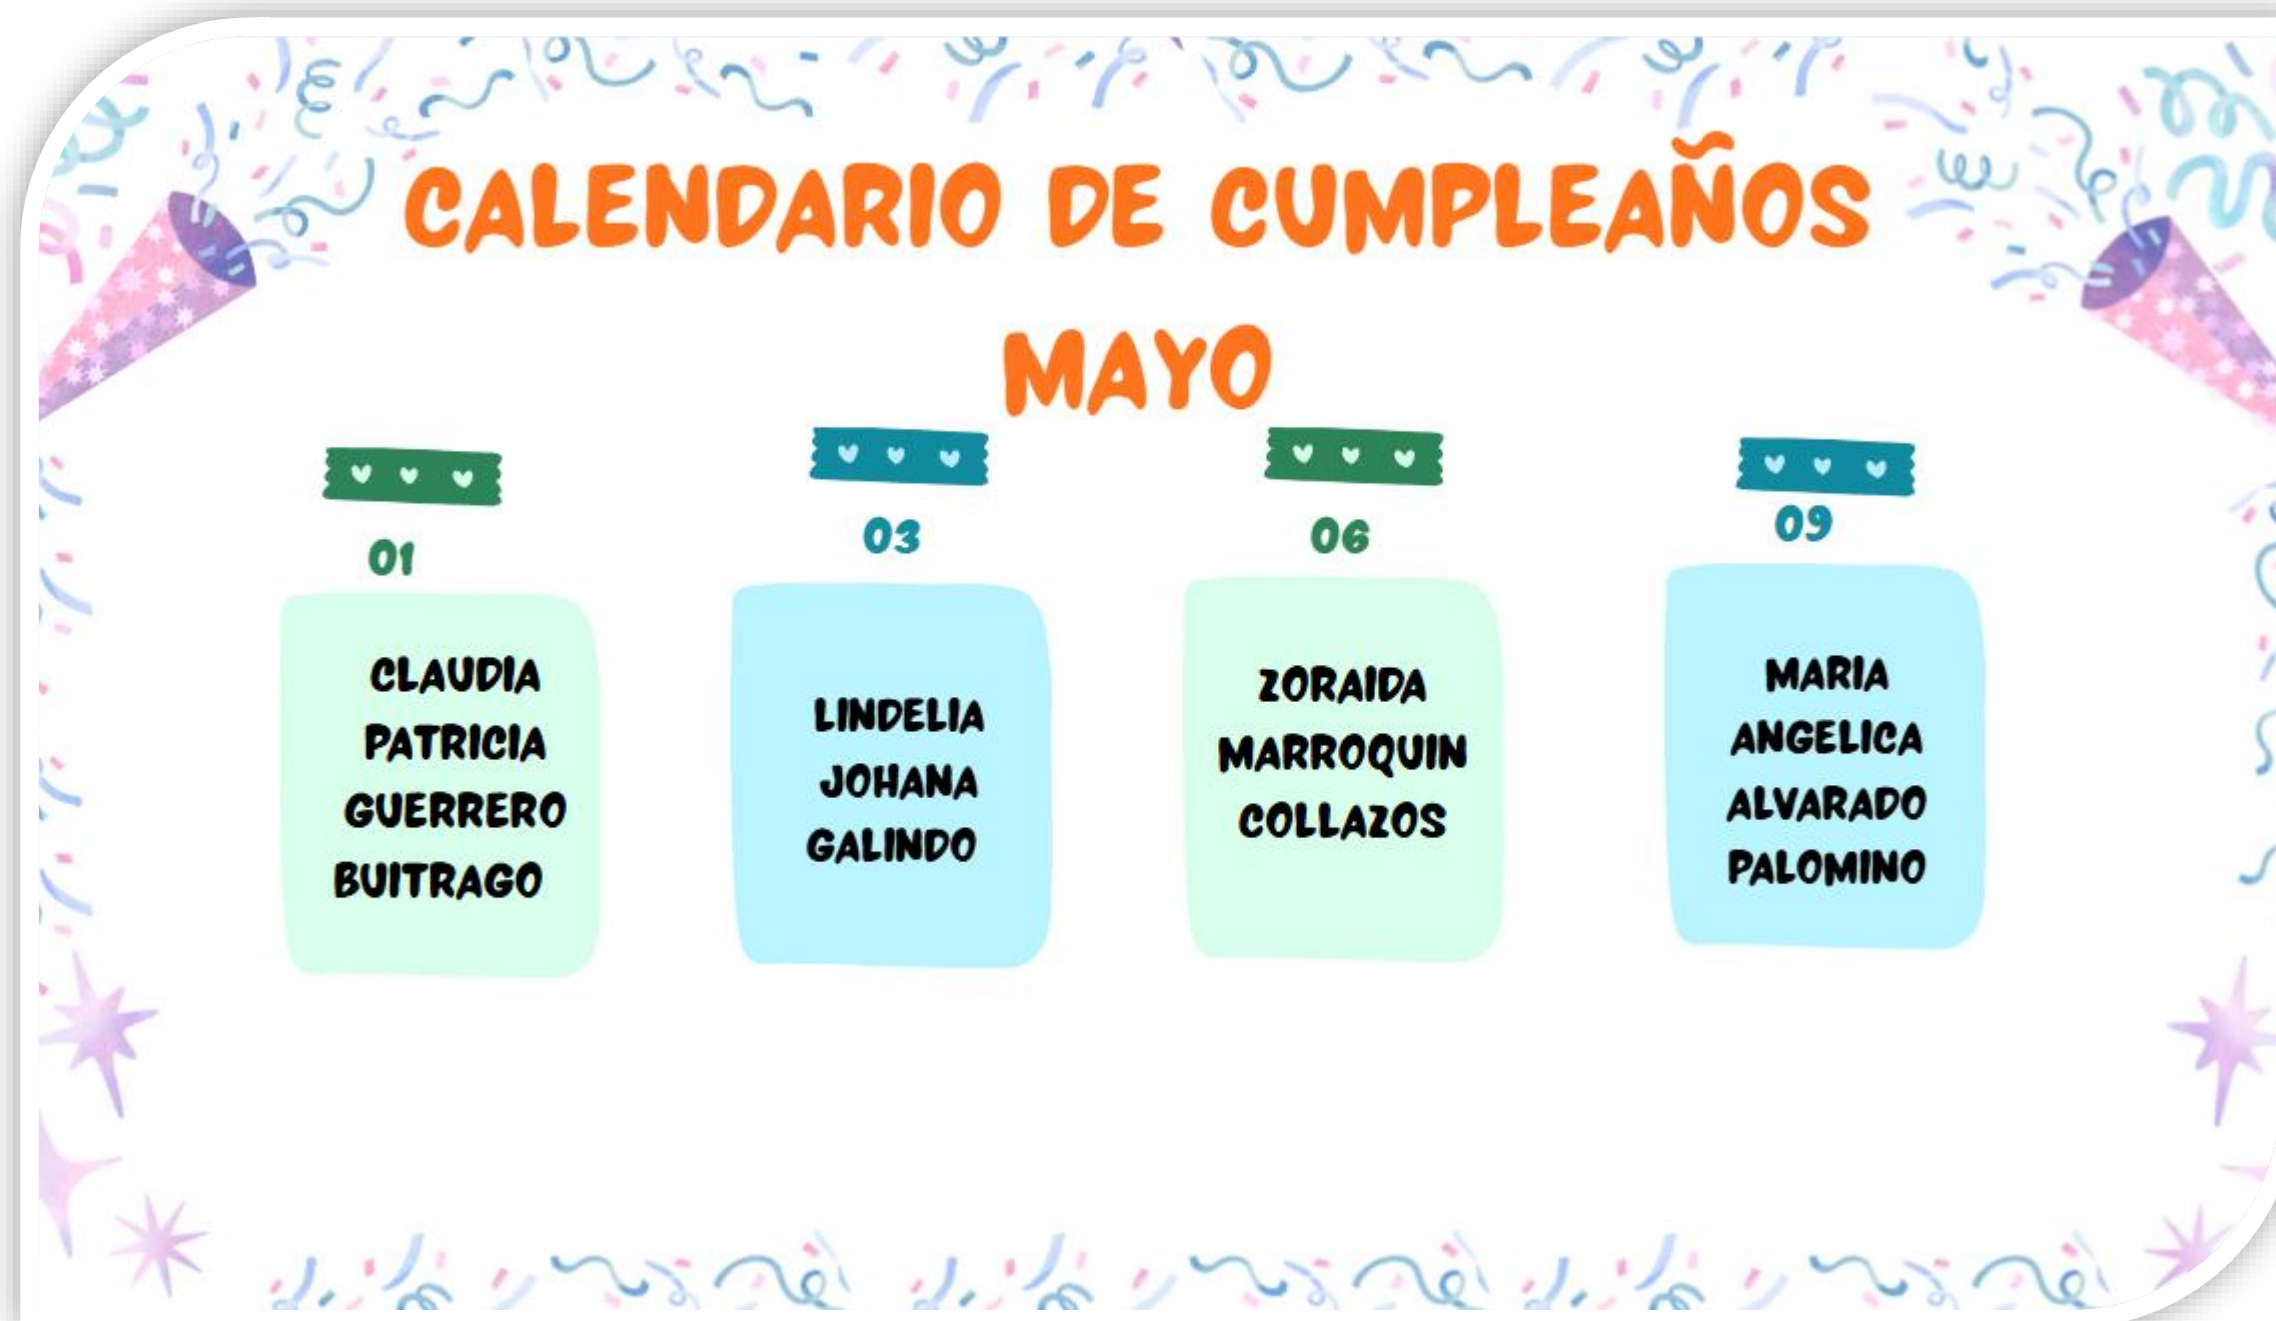 CALENDARIO DE CUMPLEAÑOS
MAYO
01
CLAUDIA
PATRICIA
GUERRERO
BUITRAGO
03
LINDELIA
JOHANA
GALINDO
06
ZORAIDA
MARROQUIN
COLLAZOS
09
MARIA
ANGELICA
ALVARADO
PALOMINO